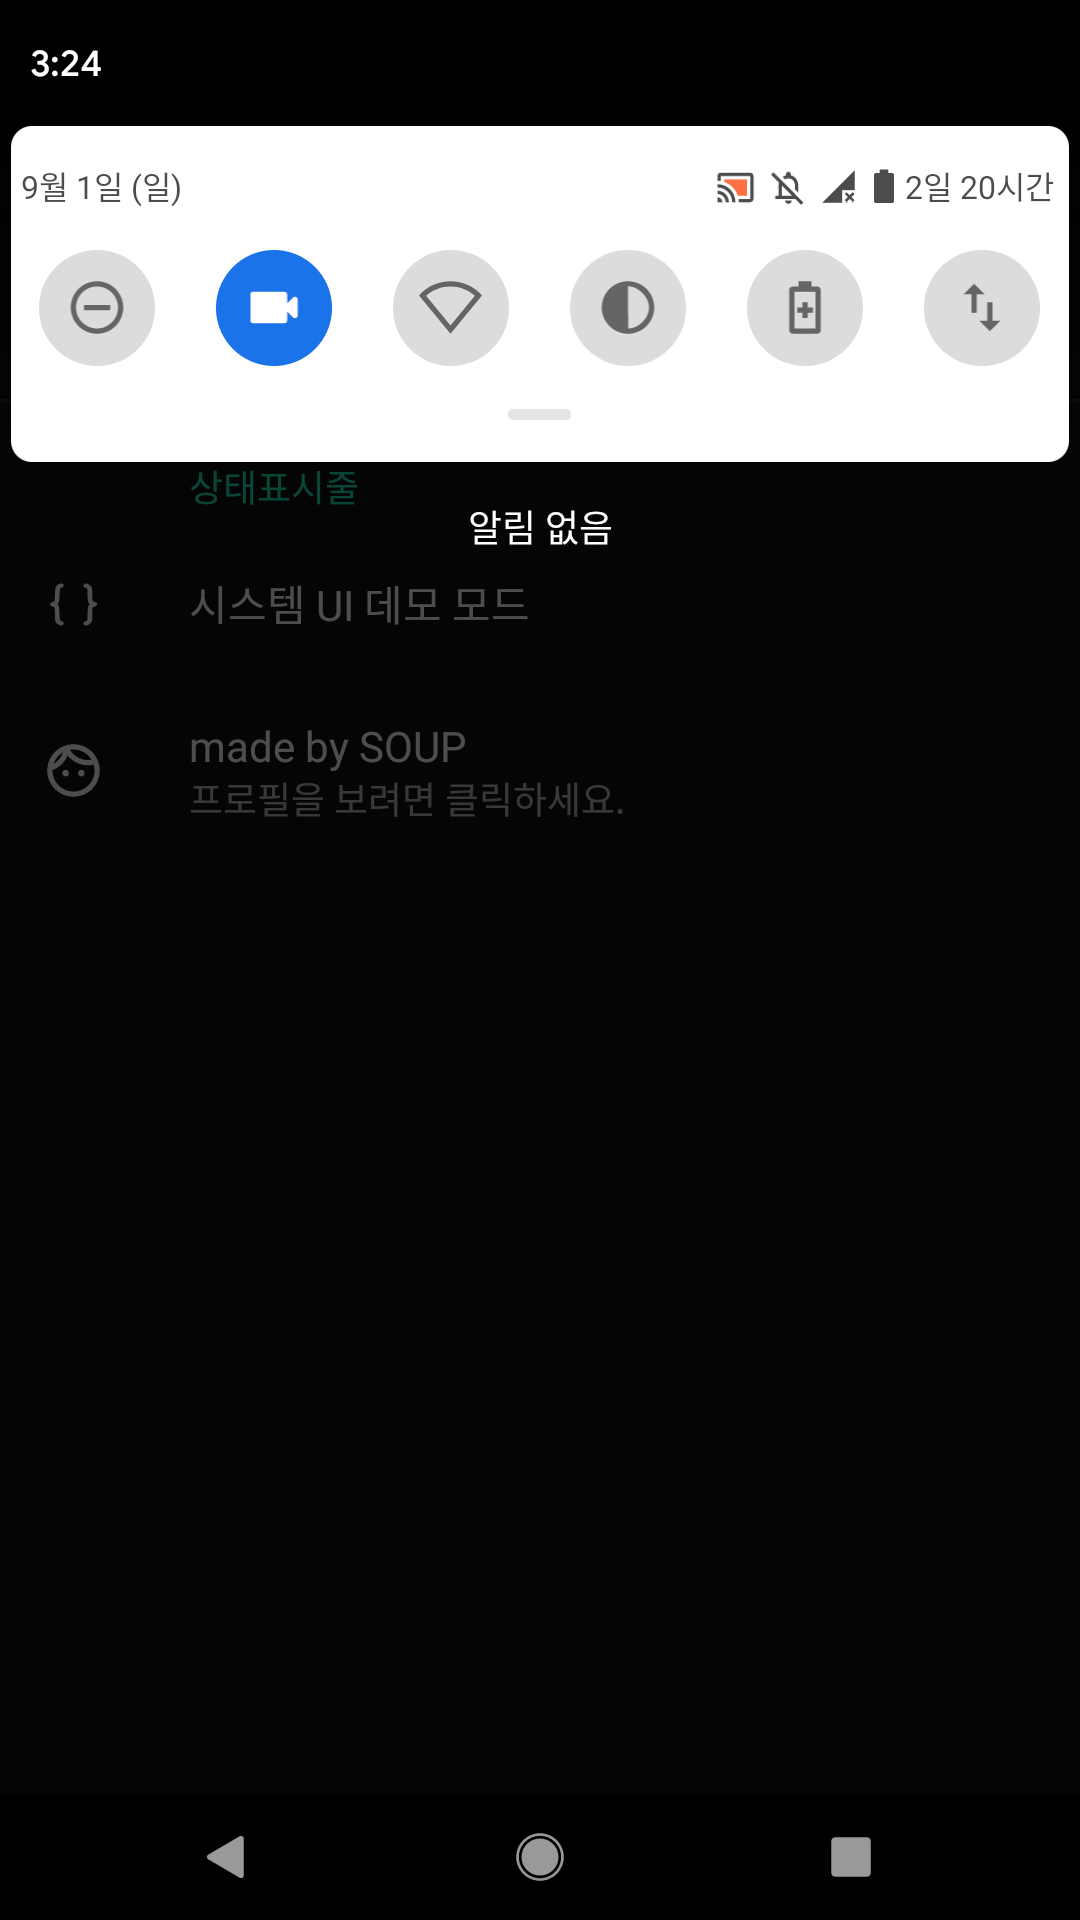 3:24
9월 1일 (일) 2일 20시간
상태표시줄
알림 없음
{ } 시스템 UI 데모 모드
made by SOUP
프로필을 보려면 클릭하세요.